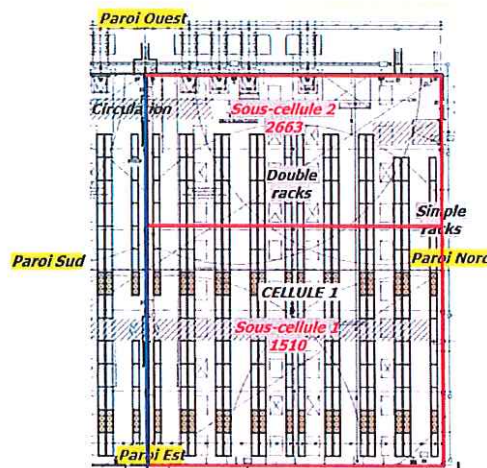 Paroi Ouest
Circulation
Sous-cellule 2
2663
Double
racks
Simple
racks
Paroi Sud
Paroi Nord
CELLULE 1
Sous-cellule 1
1510
Paroi Est